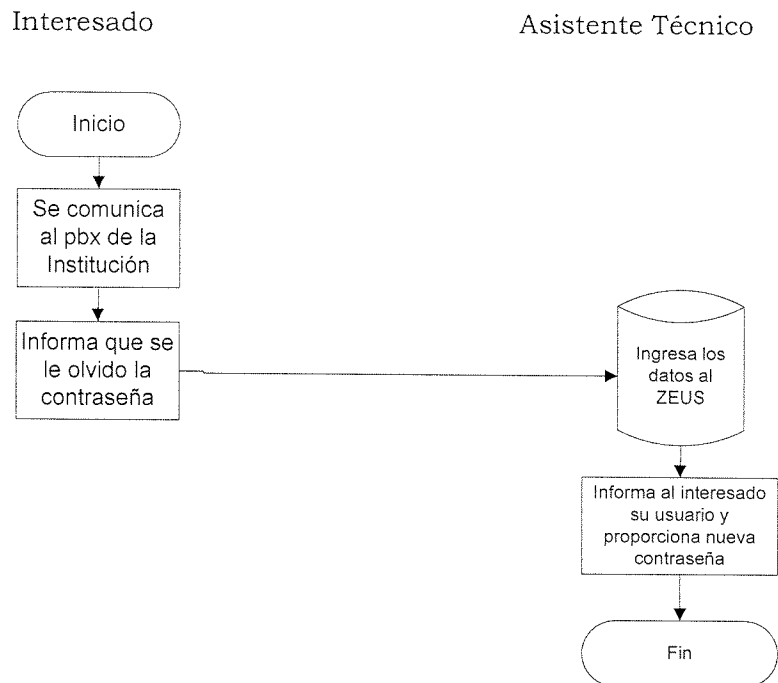 Interesado
Asistente Técnico
Inicio
Se comunica
al pbx de la
Institución
Informa que se
le olvido la
contraseña
Ingresa los
datos al
ZEUS
Informa al interesado
su usuario y
proporciona nueva
contraseña
Fin